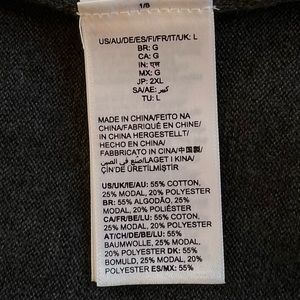 1/8
US/AU/DE/ES/FI/FR/IT/UK: L
BR: G
CA: G
IN: एल
MX: G
JP: 2XL
SA/AE: كبير
TU: L
MADE IN CHINA/FEITO NA
CHINA/FABRIQUÉ EN CHINE/
IN CHINA HERGESTELLT/
HECHO EN CHINA/
FABBRICATO IN CINA/中国製/
صنع في الصين/LAGET I KINA/
ÇİN'DE ÜRETİLMİŞTİR
US/UK/IE/AU: 55% COTTON,
25% MODAL, 20% POLYESTER
BR: 55% ALGODÃO, 25%
MODAL, 20% POLIÉSTER
CA/FR/BE/LU: 55% COTON,
25% MODAL, 20% POLYESTER
AT/CH/DE/BE/LU: 55%
BAUMWOLLE, 25% MODAL,
20% POLYESTER DK: 55%
BOMULD, 25% MODAL, 20%
POLYESTER ES/MX: 55%